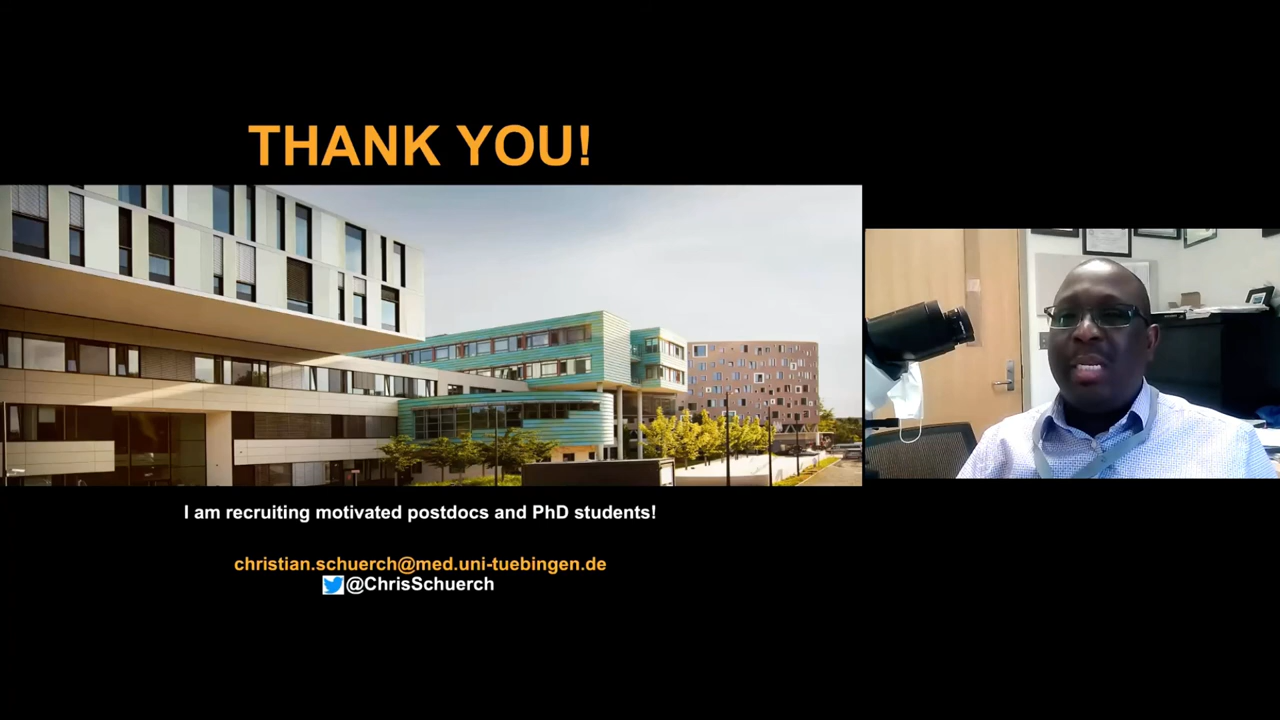 THANK YOU!
I am recruiting motivated postdocs and PhD students!
christian.schuerch@med.uni-tuebingen.de
@ChrisSchuerch